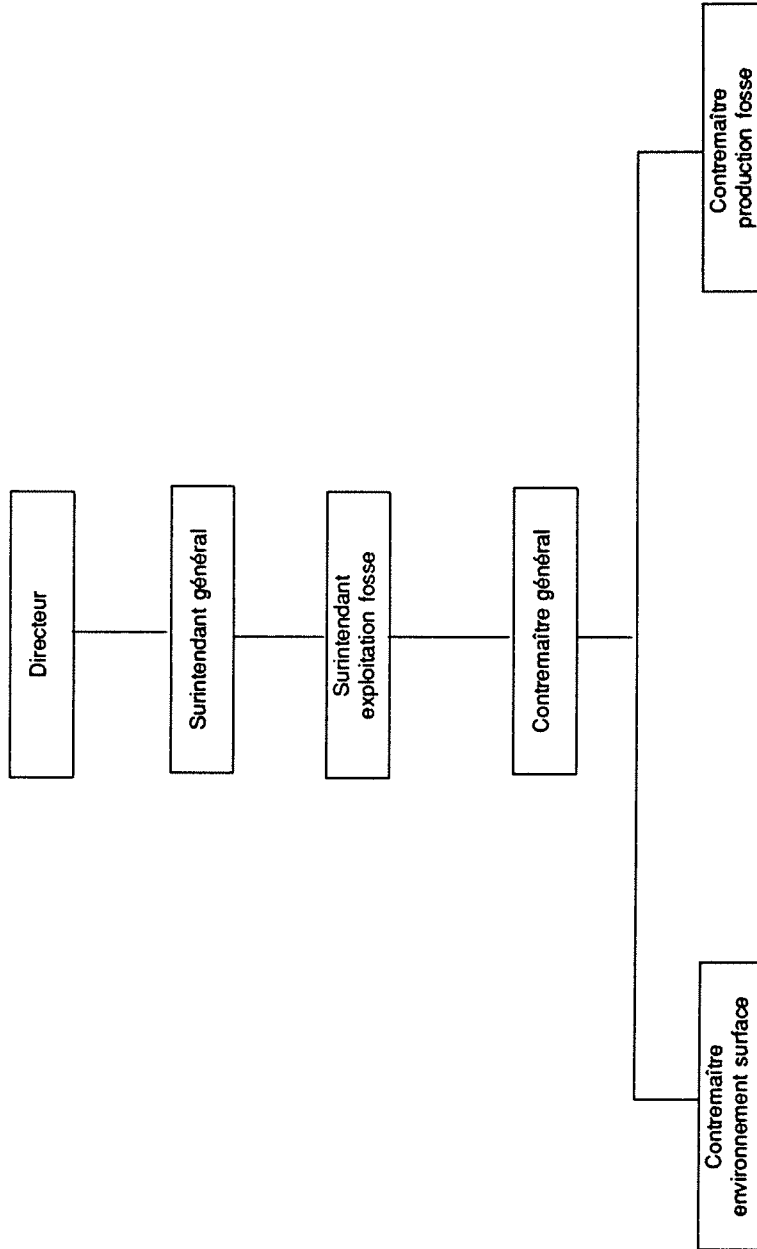 Directeur
Surintendant général
Surintendant
exploitation fosse
Contremaître général
Contremaître
environnement surface
Contremaître
production fosse